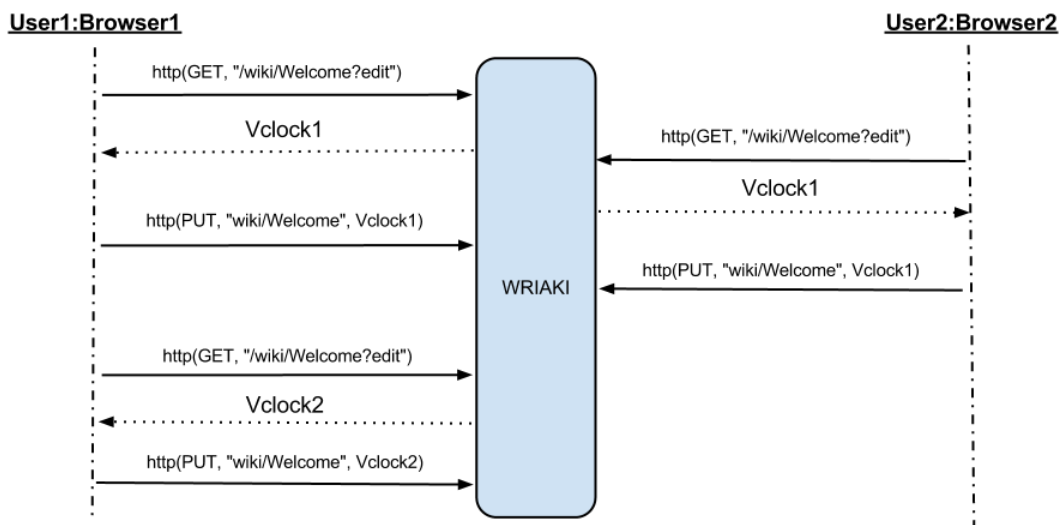 User1:Browser1
User2:Browser2
http(GET, "/wiki/Welcome?edit")
Vclock1
http(GET, "/wiki/Welcome?edit")
Vclock1
http(PUT, "wiki/Welcome", Vclock1)
http(PUT, "wiki/Welcome", Vclock1)
WRIAKI
http(GET, "/wiki/Welcome?edit")
Vclock2
http(PUT, "wiki/Welcome", Vclock2)